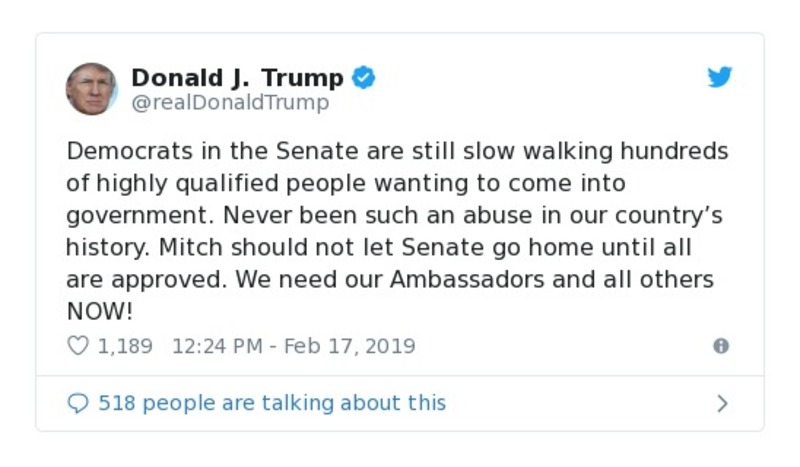 Donald J. Trump
@realDonaldTrump
Democrats in the Senate are still slow walking hundreds
of highly qualified people wanting to come into
government. Never been such an abuse in our country’s
history. Mitch should not let Senate go home until all
are approved. We need our Ambassadors and all others
NOW!
1,189 12:24 PM - Feb 17, 2019
518 people are talking about this